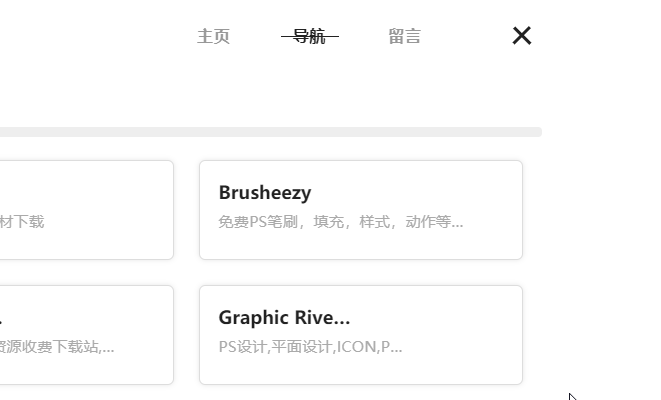 主页
导航
留言
材下载
Brusheezy
免费PS笔刷，填充，样式，动作等...
资源收费下载站,...
Graphic Rive...
PS设计,平面设计,ICON,P...